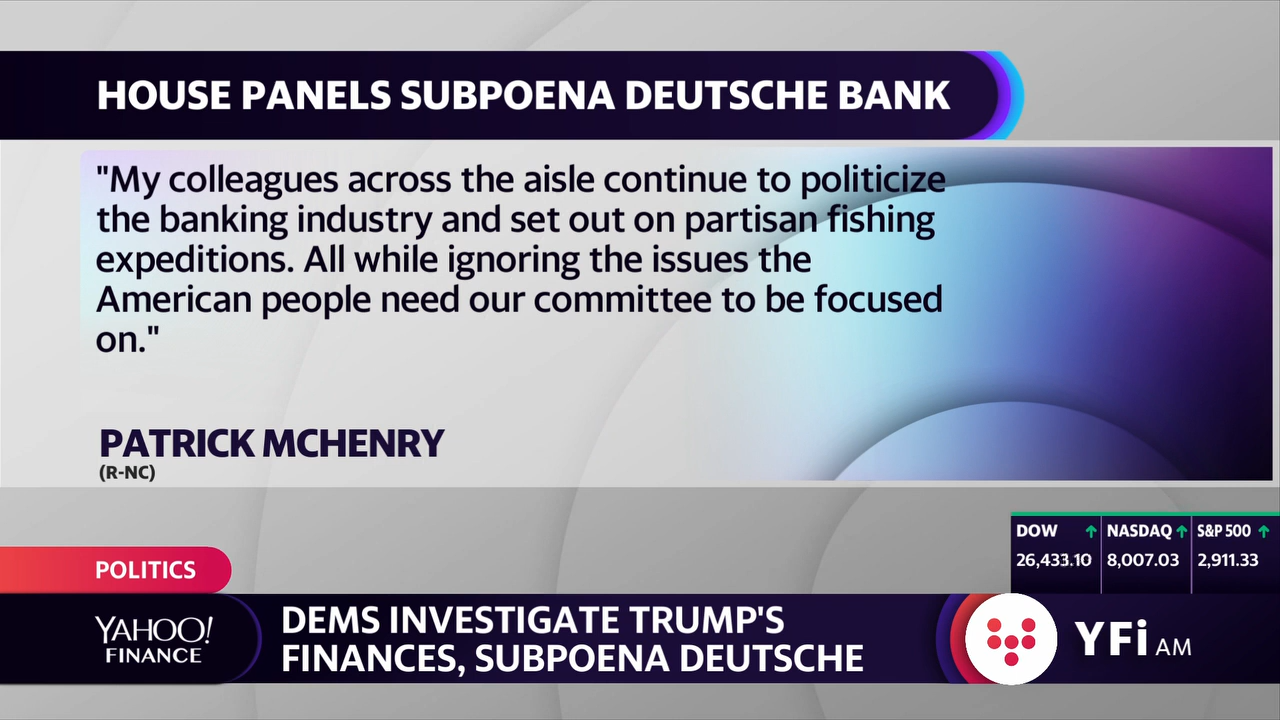 HOUSE PANELS SUBPOENA DEUTSCHE BANK
"My colleagues across the aisle continue to politicize
the banking industry and set out on partisan fishing
expeditions. All while ignoring the issues the
American people need our committee to be focused
on."
PATRICK MCHENRY
(R-NC)
DOW NASDAQ S&P 500
26,433.10 8,007.03 2,911.33
POLITICS
YAHOO!
FINANCE
DEMS INVESTIGATE TRUMP'S
FINANCES, SUBPOENA DEUTSCHE
YFi AM